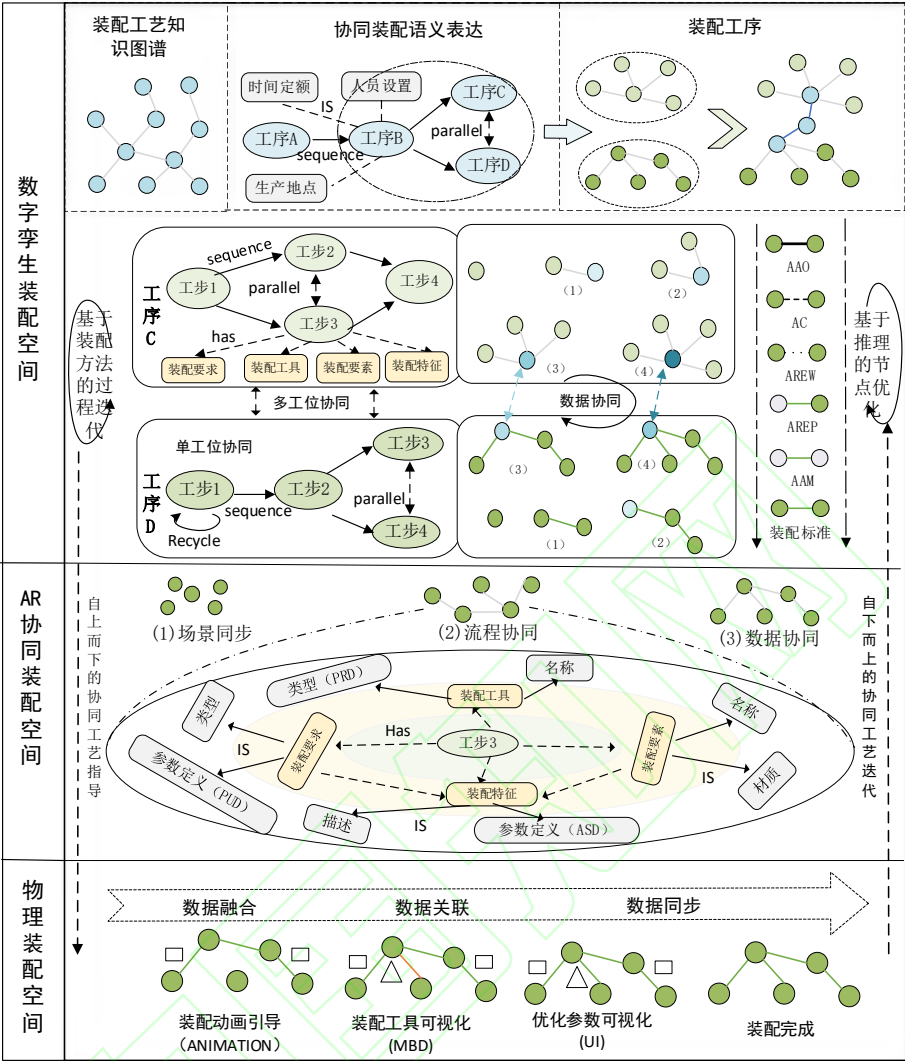 数字孪生装配空间
装配工艺知
识图谱
协同装配语义表达
时间定额
人员设置
IS
工序A
sequence
工序B
工序C
parallel
工序D
生产地点
装配工序
基于装配方法的过程迭代
工序C
sequence
工步1
工步2
parallel
工步3
工步4
has
装配要求
装配工具
装配要素
装配特征
多工位协同
工序D
单工位协同
工步1
sequence
Recycle
工步2
工步3
parallel
工步4
（1）
（2）
（3）
（4）
数据协同
（3）
（4）
（1）
（2）
AAO
AC
AREW
AREP
AAM
装配标准
基于推理的节点优化
AR协同装配空间
自上而下的协同工艺指导
(1)场景同步
(2)流程协同
(3)数据协同
类型（PRD）
名称
装配工具
类型
IS
装配要求
参数定义（PUD）
Has
工步3
装配要素
名称
IS
材质
装配特征
描述
IS
参数定义（ASD）
自下而上的协同工艺迭代
物理装配空间
数据融合
数据关联
数据同步
装配动画引导
（ANIMATION）
装配工具可视化
(MBD)
优化参数可视化
(UI)
装配完成